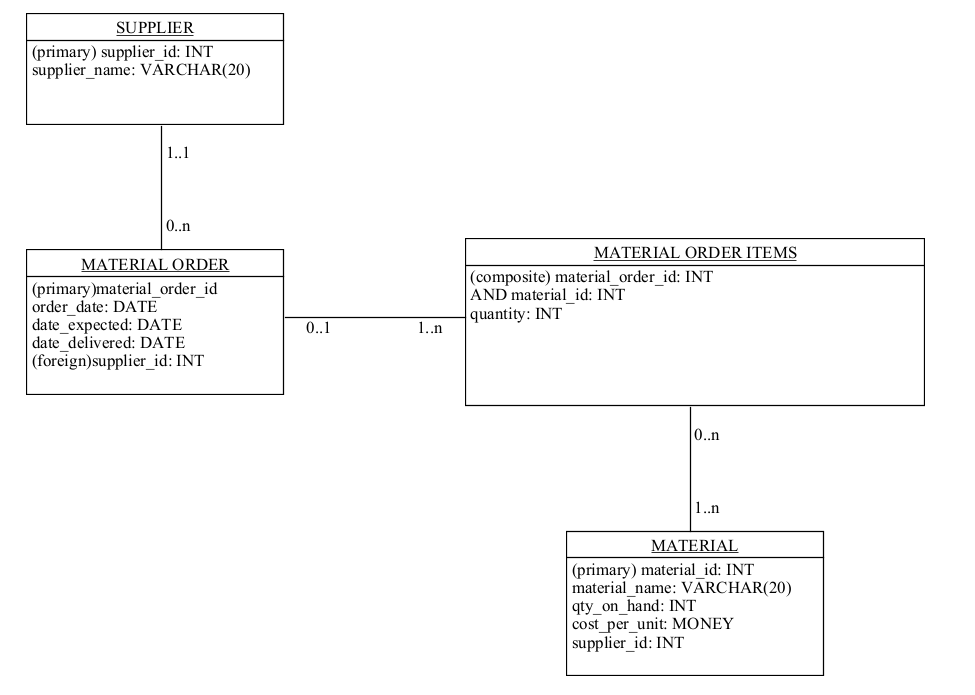 SUPPLIER
(primary) supplier_id: INT
supplier_name: VARCHAR(20)
1..1
0..n
MATERIAL ORDER
(primary)material_order_id
order_date: DATE
date_expected: DATE
date_delivered: DATE
(foreign)supplier_id: INT
0..1
1..n
MATERIAL ORDER ITEMS
(composite) material_order_id: INT
AND material_id: INT
quantity: INT
0..n
1..n
MATERIAL
(primary) material_id: INT
material_name: VARCHAR(20)
qty_on_hand: INT
cost_per_unit: MONEY
supplier_id: INT